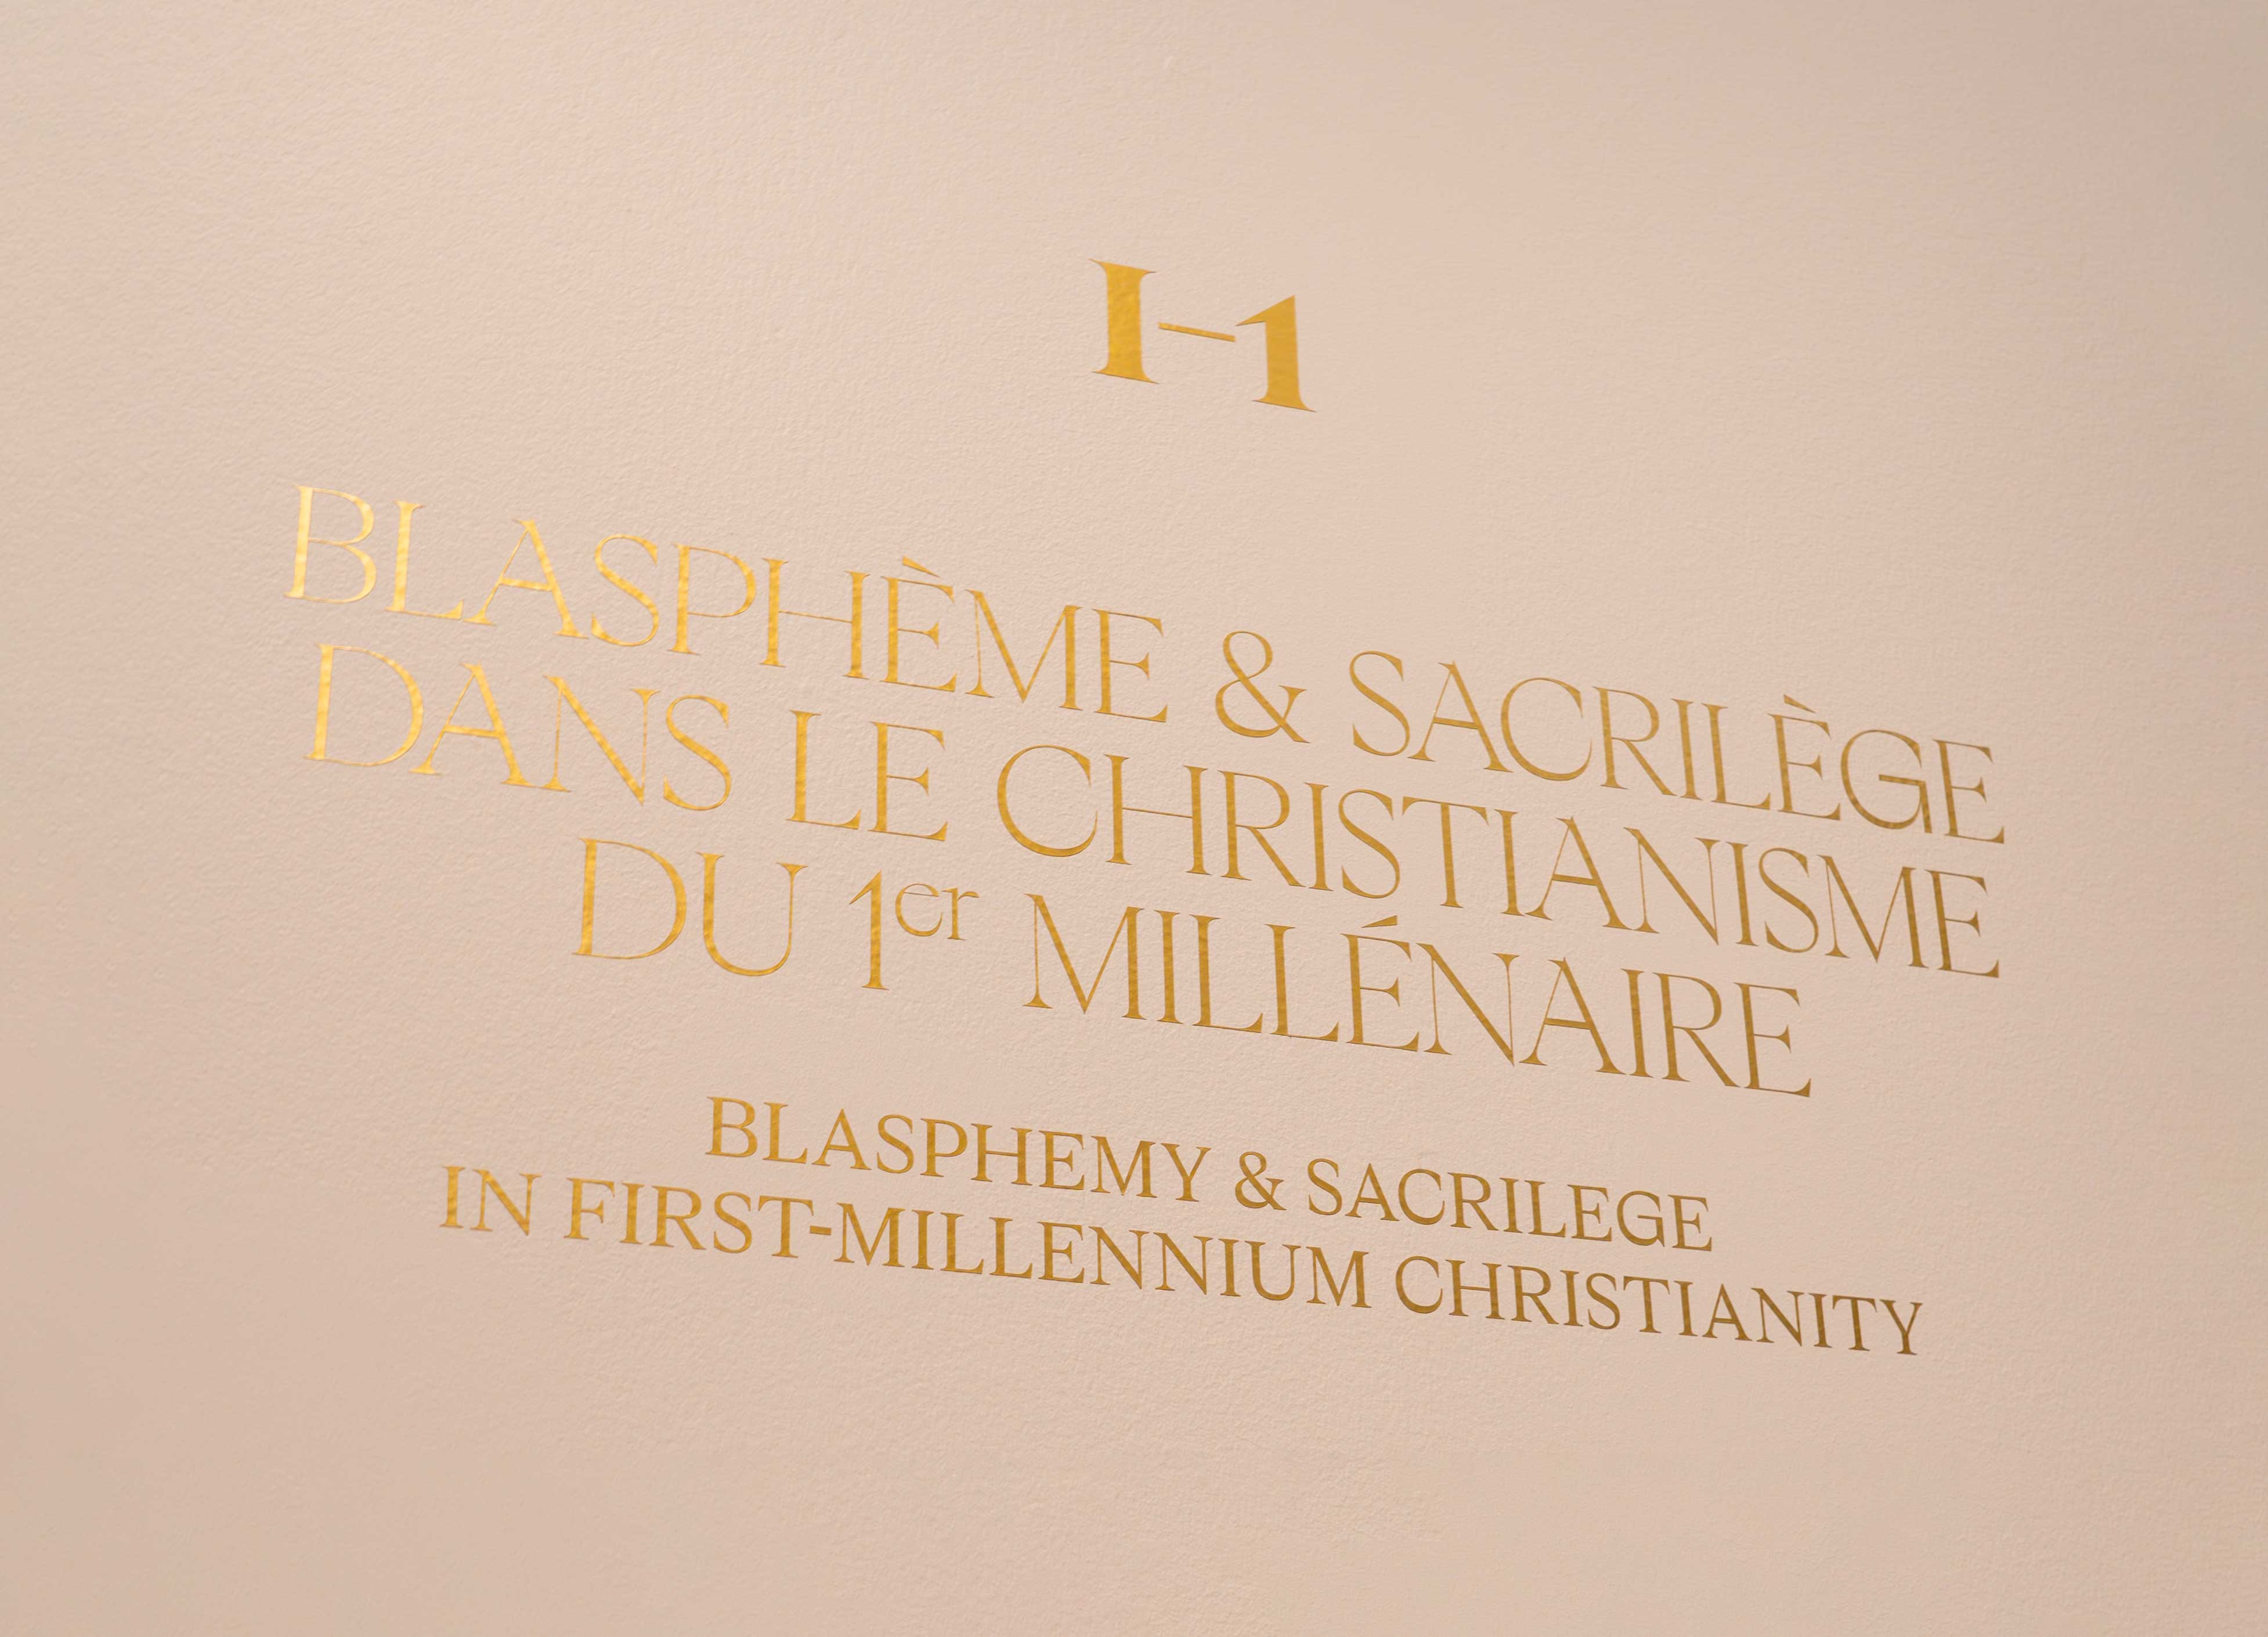 I–1
BLASPHÈME & SACRILÈGE
DANS LE CHRISTIANISME
DU 1er MILLÉNAIRE
BLASPHEMY & SACRILEGE
IN FIRST-MILLENNIUM CHRISTIANITY